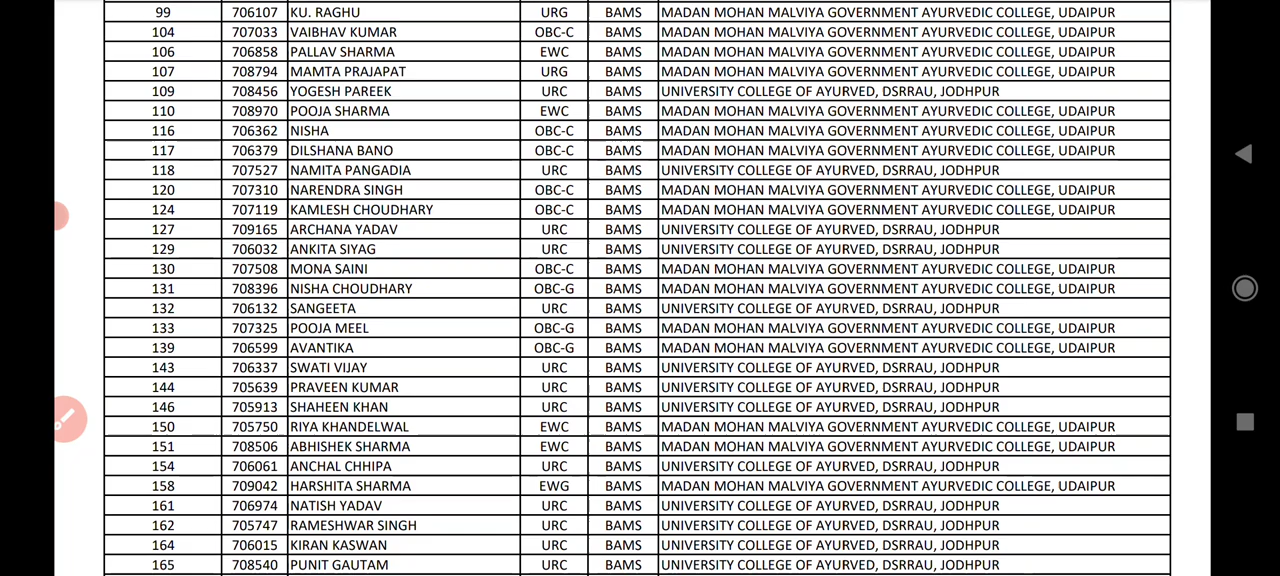 99 706107 KU. RAGHU URG BAMS MADAN MOHAN MALVIYA GOVERNMENT AYURVEDIC COLLEGE, UDAIPUR
104 707033 VAIBHAV KUMAR OBC-C BAMS MADAN MOHAN MALVIYA GOVERNMENT AYURVEDIC COLLEGE, UDAIPUR
106 706858 PALLAV SHARMA EWC BAMS MADAN MOHAN MALVIYA GOVERNMENT AYURVEDIC COLLEGE, UDAIPUR
107 708794 MAMTA PRAJAPAT URG BAMS MADAN MOHAN MALVIYA GOVERNMENT AYURVEDIC COLLEGE, UDAIPUR
109 708456 YOGESH PAREEK URC BAMS UNIVERSITY COLLEGE OF AYURVED, DSRRAU, JODHPUR
110 708970 POOJA SHARMA EWC BAMS MADAN MOHAN MALVIYA GOVERNMENT AYURVEDIC COLLEGE, UDAIPUR
116 706362 NISHA OBC-C BAMS MADAN MOHAN MALVIYA GOVERNMENT AYURVEDIC COLLEGE, UDAIPUR
117 706379 DILSHANA BANO OBC-C BAMS MADAN MOHAN MALVIYA GOVERNMENT AYURVEDIC COLLEGE, UDAIPUR
118 707527 NAMITA PANGADIA URC BAMS UNIVERSITY COLLEGE OF AYURVED, DSRRAU, JODHPUR
120 707310 NARENDRA SINGH OBC-C BAMS MADAN MOHAN MALVIYA GOVERNMENT AYURVEDIC COLLEGE, UDAIPUR
124 707119 KAMLESH CHOUDHARY OBC-C BAMS MADAN MOHAN MALVIYA GOVERNMENT AYURVEDIC COLLEGE, UDAIPUR
127 709165 ARCHANA YADAV URC BAMS UNIVERSITY COLLEGE OF AYURVED, DSRRAU, JODHPUR
129 706032 ANKITA SIYAG URC BAMS UNIVERSITY COLLEGE OF AYURVED, DSRRAU, JODHPUR
130 707508 MONA SAINI OBC-C BAMS MADAN MOHAN MALVIYA GOVERNMENT AYURVEDIC COLLEGE, UDAIPUR
131 708396 NISHA CHOUDHARY OBC-G BAMS MADAN MOHAN MALVIYA GOVERNMENT AYURVEDIC COLLEGE, UDAIPUR
132 706132 SANGEETA URC BAMS UNIVERSITY COLLEGE OF AYURVED, DSRRAU, JODHPUR
133 707325 POOJA MEEL OBC-G BAMS MADAN MOHAN MALVIYA GOVERNMENT AYURVEDIC COLLEGE, UDAIPUR
139 706599 AVANTIKA OBC-G BAMS MADAN MOHAN MALVIYA GOVERNMENT AYURVEDIC COLLEGE, UDAIPUR
143 706337 SWATI VIJAY URC BAMS UNIVERSITY COLLEGE OF AYURVED, DSRRAU, JODHPUR
144 705639 PRAVEEN KUMAR URC BAMS UNIVERSITY COLLEGE OF AYURVED, DSRRAU, JODHPUR
146 705913 SHAHEEN KHAN URC BAMS UNIVERSITY COLLEGE OF AYURVED, DSRRAU, JODHPUR
150 705750 RIYA KHANDELWAL EWC BAMS MADAN MOHAN MALVIYA GOVERNMENT AYURVEDIC COLLEGE, UDAIPUR
151 708506 ABHISHEK SHARMA EWC BAMS MADAN MOHAN MALVIYA GOVERNMENT AYURVEDIC COLLEGE, UDAIPUR
154 706061 ANCHAL CHHIPA URC BAMS UNIVERSITY COLLEGE OF AYURVED, DSRRAU, JODHPUR
158 709042 HARSHITA SHARMA EWG BAMS MADAN MOHAN MALVIYA GOVERNMENT AYURVEDIC COLLEGE, UDAIPUR
161 706974 NATISH YADAV URC BAMS UNIVERSITY COLLEGE OF AYURVED, DSRRAU, JODHPUR
162 705747 RAMESHWAR SINGH URC BAMS UNIVERSITY COLLEGE OF AYURVED, DSRRAU, JODHPUR
164 706015 KIRAN KASWAN URC BAMS UNIVERSITY COLLEGE OF AYURVED, DSRRAU, JODHPUR
165 708540 PUNIT GAUTAM URC BAMS UNIVERSITY COLLEGE OF AYURVED, DSRRAU, JODHPUR